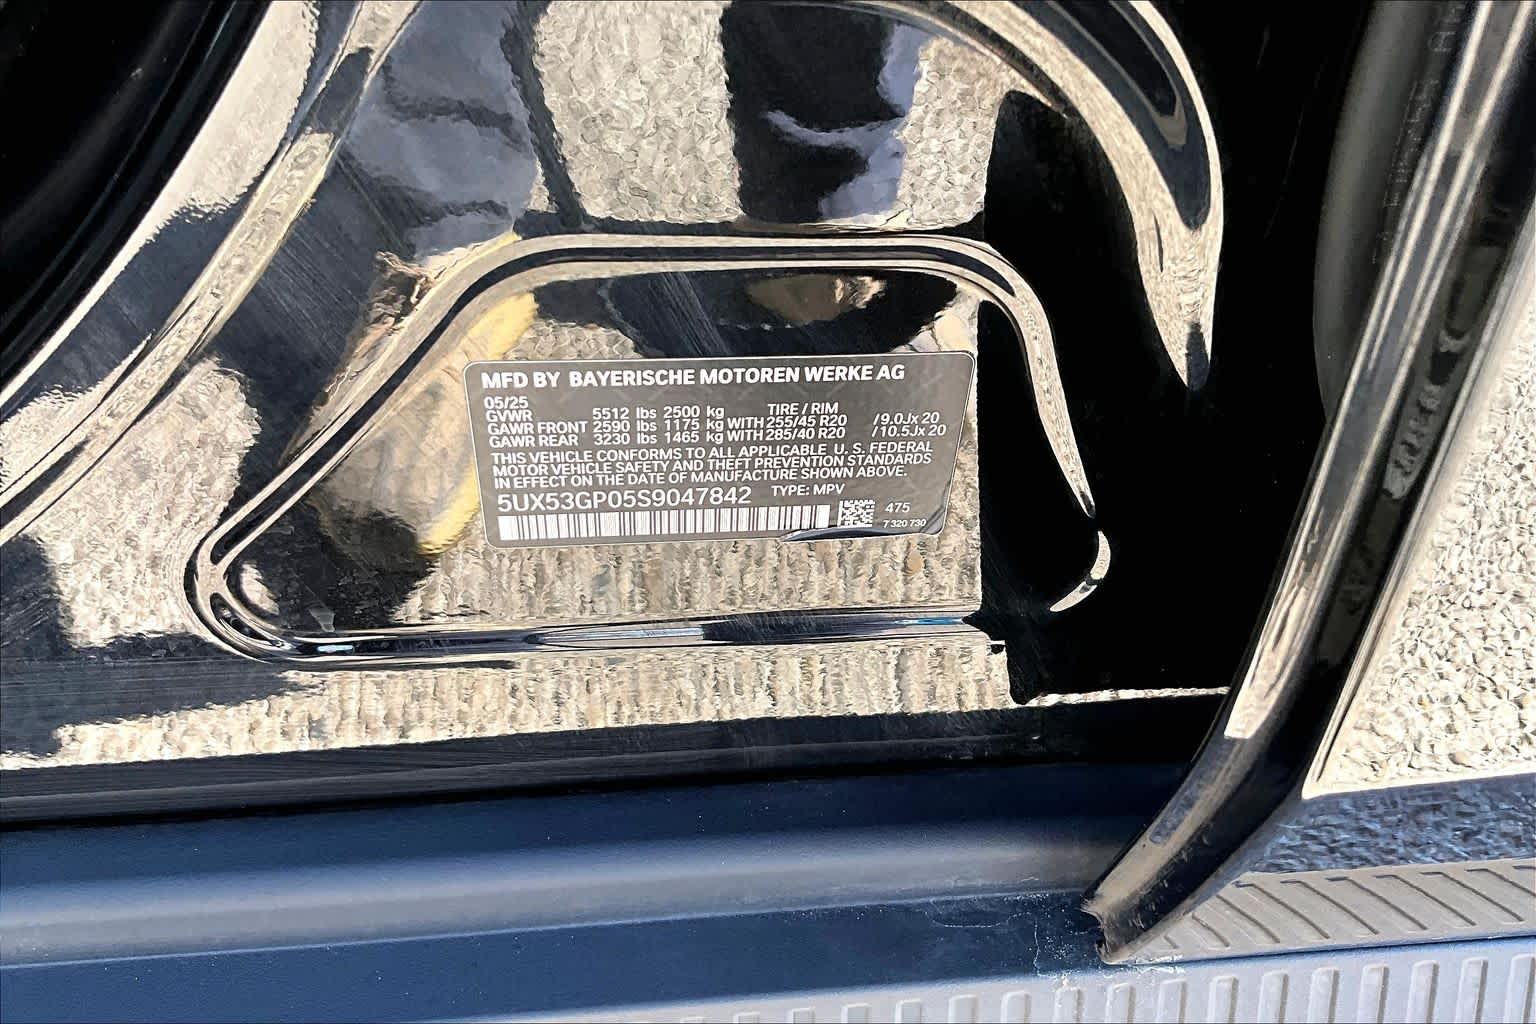 MFD BY BAYERISCHE MOTOREN WERKE AG
05/25
GVWR 5512 lbs 2500 kg TIRE / RIM
GAWR FRONT 2590 lbs 1175 kg WITH 255/45 R20 / 9.0Jx 20
GAWR REAR 3230 lbs 1465 kg WITH 285/40 R20 / 10.5Jx 20
THIS VEHICLE CONFORMS TO ALL APPLICABLE U. S. FEDERAL
MOTOR VEHICLE SAFETY AND THEFT PREVENTION STANDARDS
IN EFFECT ON THE DATE OF MANUFACTURE SHOWN ABOVE.
5UX53GP05S9047842 TYPE: MPV
475
7 320 730